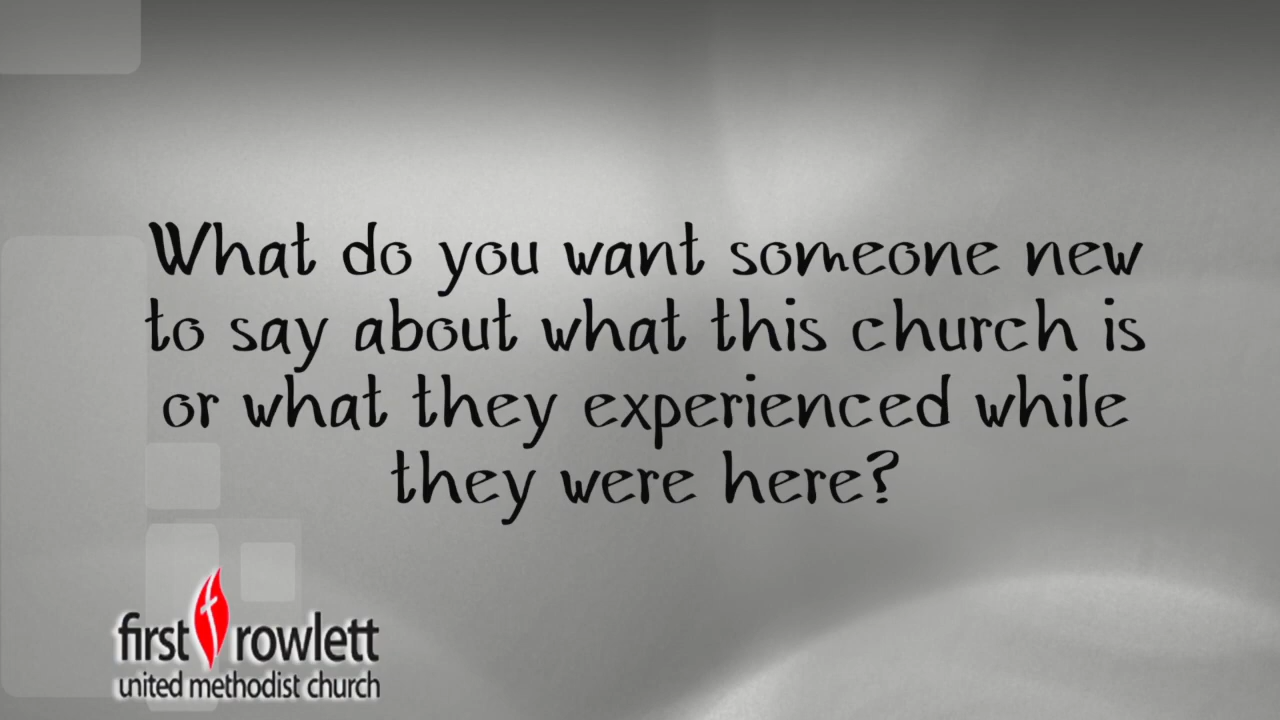 What do you want someone new
to say about what this church is
or what they experienced while
they were here?
first rowlett
united methodist church